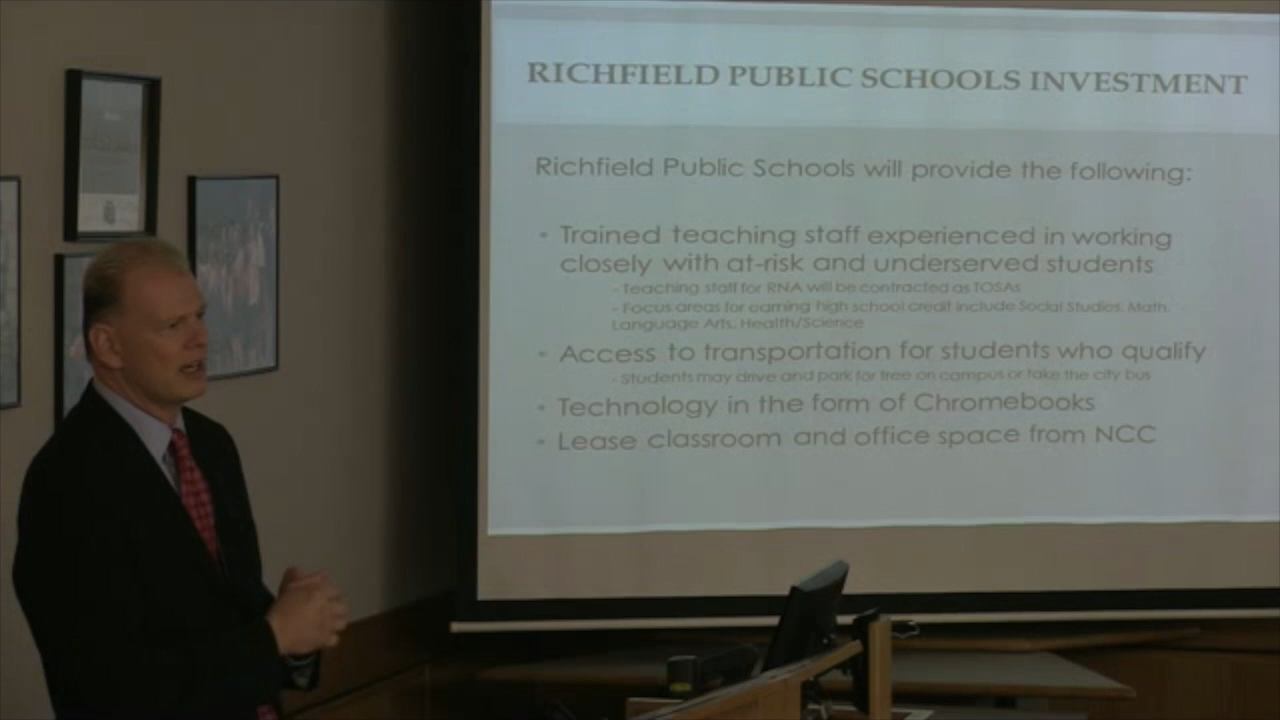 RICHFIELD PUBLIC SCHOOLS INVESTMENT
Richfield Public Schools will provide the following:
• Trained teaching staff experienced in working
closely with at-risk and underserved students
- Teaching staff for RNA will be contracted as TOSAs
- Focus areas for earning high school credit include Social Studies, Math,
Language Arts, Health/Science
• Access to transportation for students who qualify
- Students may drive and park for free on campus or take the city bus
• Technology in the form of Chromebooks
• Lease classroom and office space from NCC